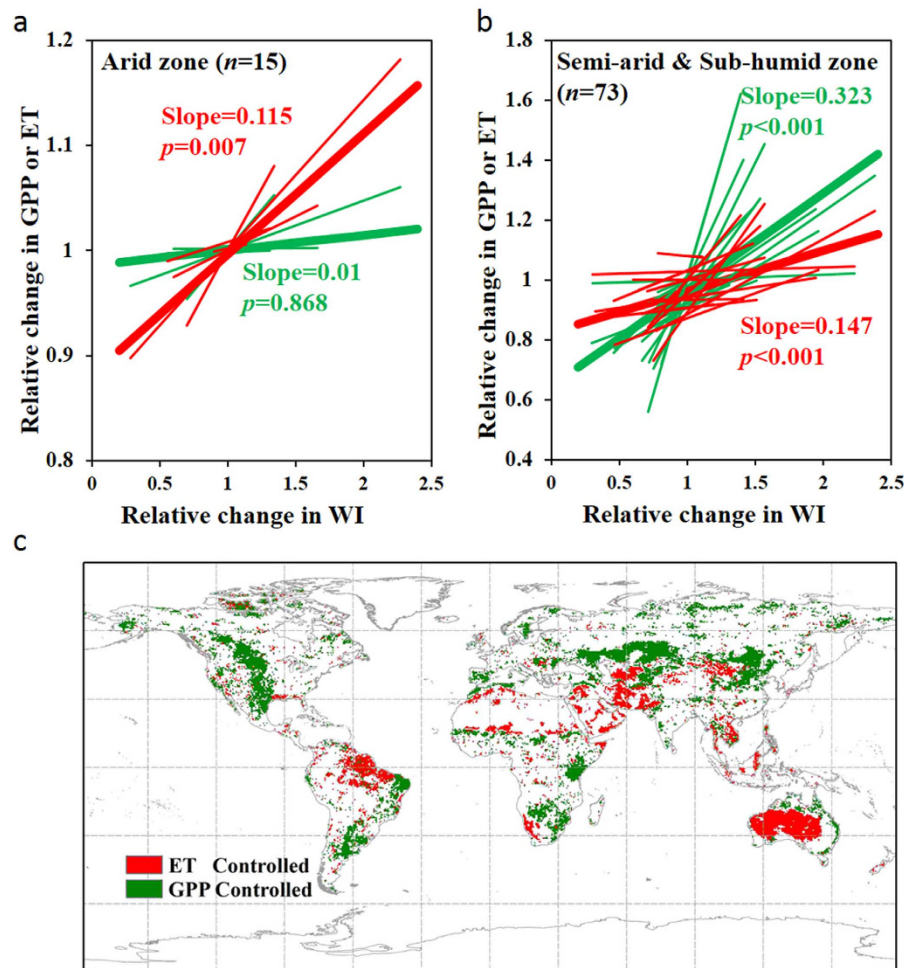 a
Relative change in GPP or ET
1.2
1.1
1
0.9
0.8
Arid zone (n=15)
Slope=0.115
p=0.007
Slope=0.01
p=0.868
0
0.5
1
1.5
2
2.5
Relative change in WI
b
Relative change in GPP or ET
1.8
1.6
1.4
1.2
1
0.8
0.6
0.4
Semi-arid & Sub-humid zone
(n=73)
Slope=0.323
p<0.001
Slope=0.147
p<0.001
0
0.5
1
1.5
2
2.5
Relative change in WI
c
ET Controlled
GPP Controlled